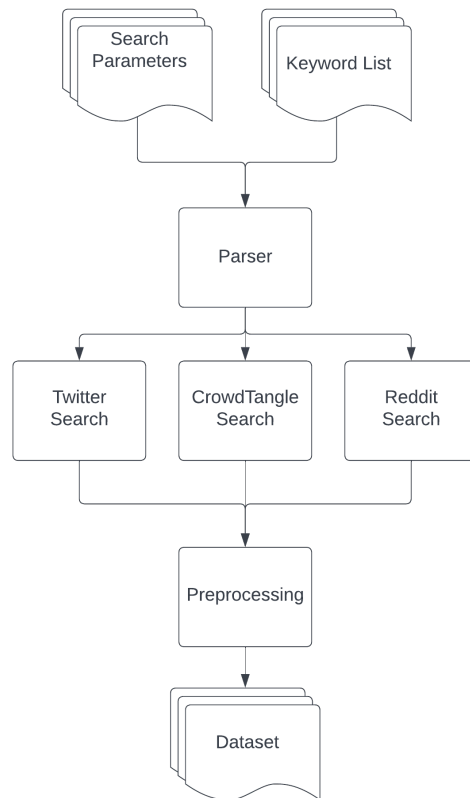 Search
Parameters
Keyword List
Parser
Twitter
Search
CrowdTangle
Search
Reddit
Search
Preprocessing
Dataset